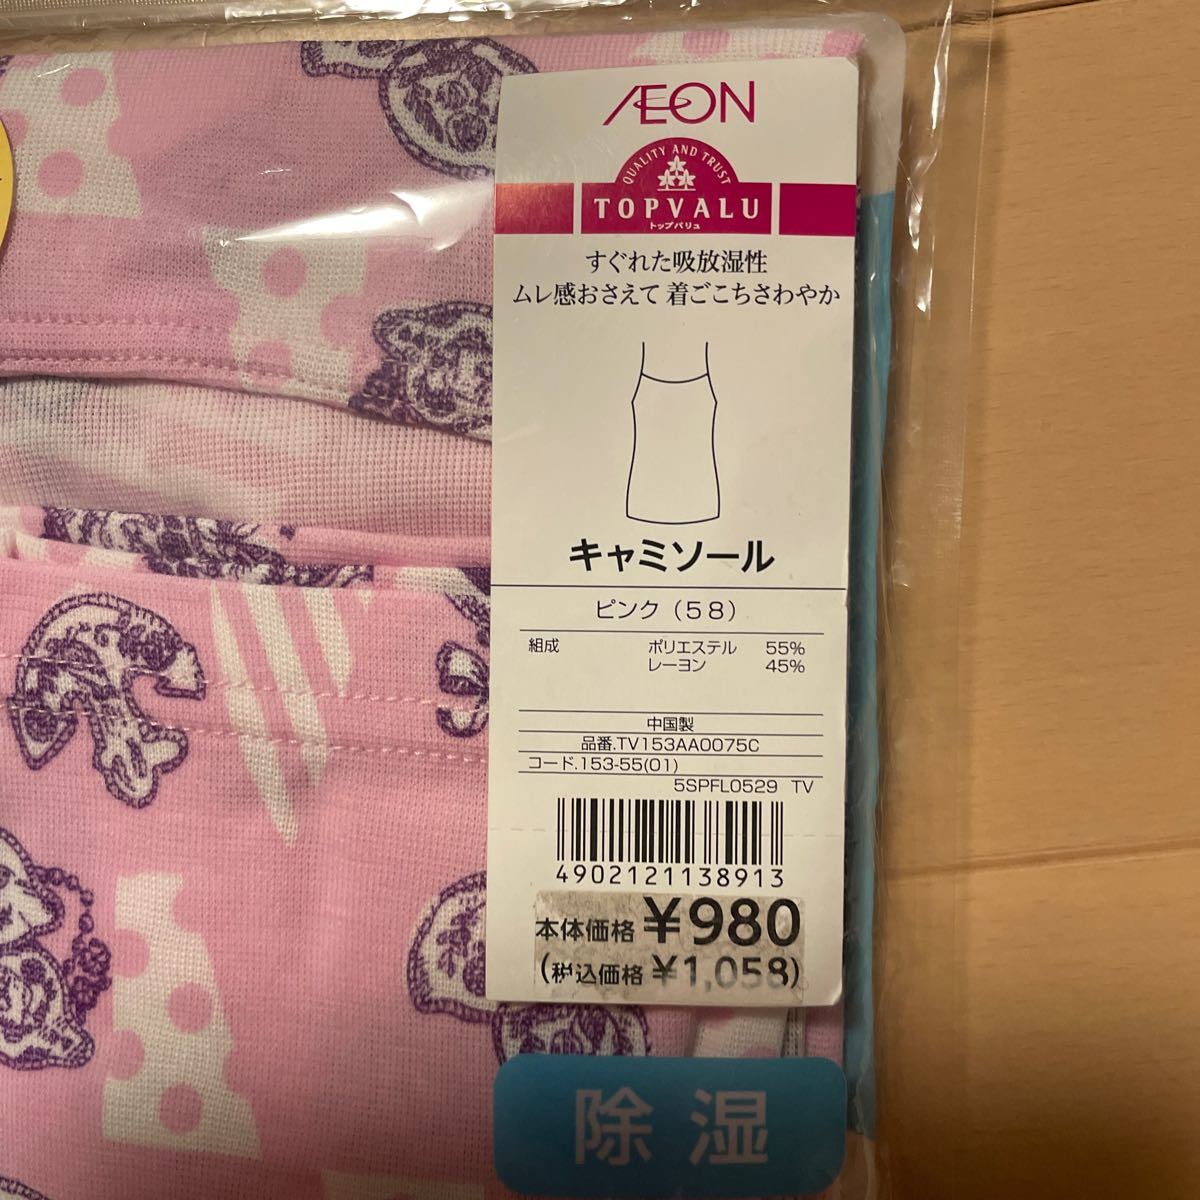 ÆON
QUALITY AND TRUST
TOPVALU
トップバリュ
すぐれた吸放湿性
ムレ感おさえて 着ごこちさわやか
キャミソール
ピンク（58）
組成 ポリエステル 55%
レーヨン 45%
中国製
品番.TV153AA0075C
コード.153-55(01)
5SPFL0529 TV
4902121138913
本体価格 ¥980
(税込価格 ¥1,058)
除湿